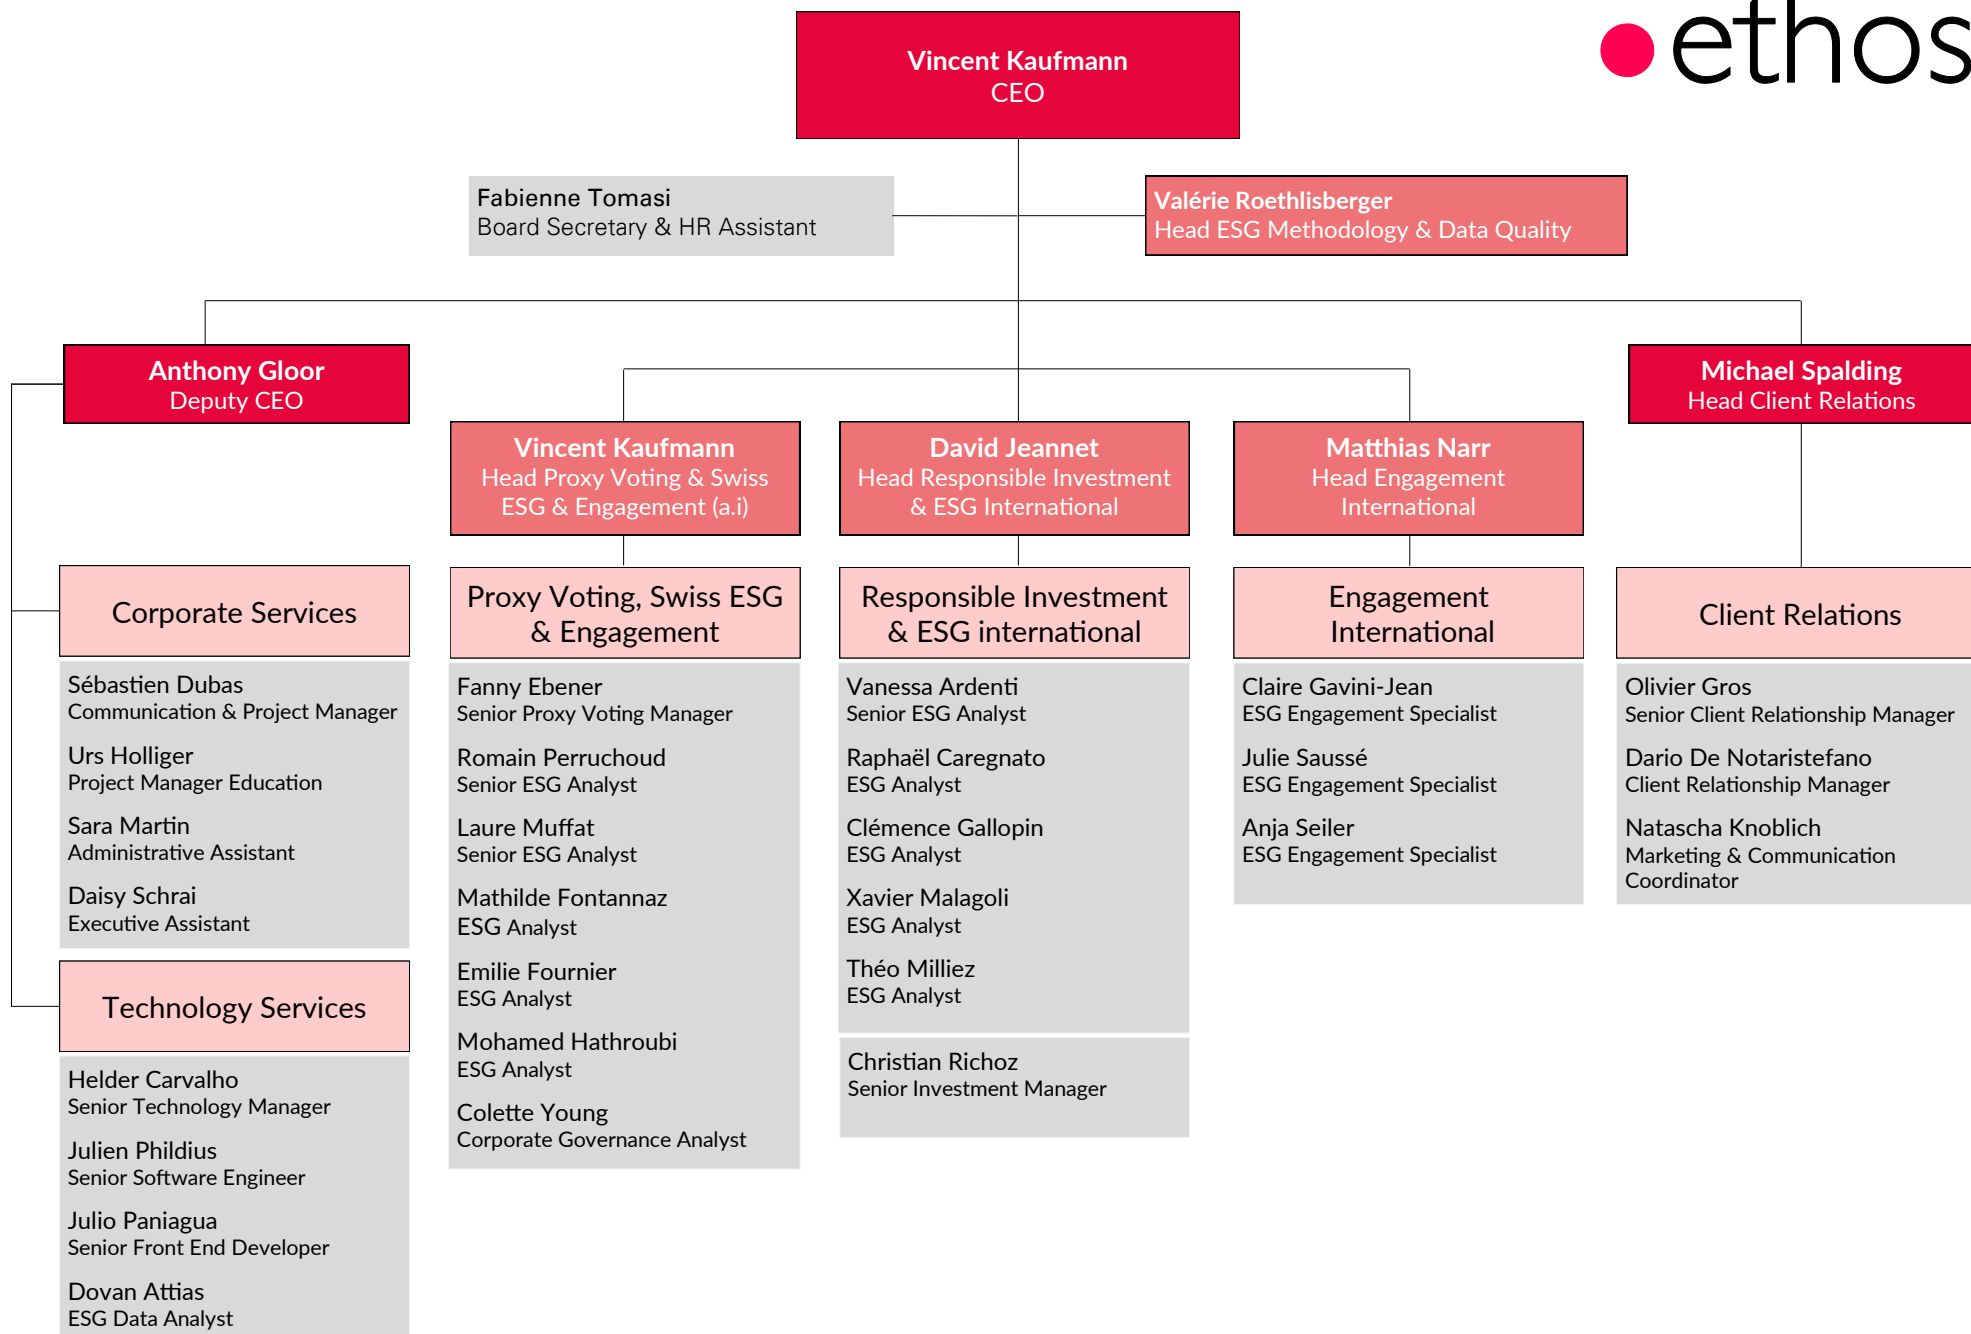 ethos
Vincent Kaufmann
CEO
Fabienne Tomasi
Board Secretary & HR Assistant
Valérie Roethlisberger
Head ESG Methodology & Data Quality
Anthony Gloor
Deputy CEO
Michael Spalding
Head Client Relations
Vincent Kaufmann
Head Proxy Voting & Swiss
ESG & Engagement (a.i)
David Jeannet
Head Responsible Investment
& ESG International
Matthias Narr
Head Engagement
International
Corporate Services
Sébastien Dubas
Communication & Project Manager
Urs Holliger
Project Manager Education
Sara Martin
Administrative Assistant
Daisy Schrai
Executive Assistant
Technology Services
Helder Carvalho
Senior Technology Manager
Julien Phildius
Senior Software Engineer
Julio Paniagua
Senior Front End Developer
Dovan Attias
ESG Data Analyst
Proxy Voting, Swiss ESG
& Engagement
Fanny Ebener
Senior Proxy Voting Manager
Romain Perruchoud
Senior ESG Analyst
Laure Muffat
Senior ESG Analyst
Mathilde Fontannaz
ESG Analyst
Emilie Fournier
ESG Analyst
Mohamed Hathroubi
ESG Analyst
Colette Young
Corporate Governance Analyst
Responsible Investment
& ESG international
Vanessa Ardenti
Senior ESG Analyst
Raphaël Caregnato
ESG Analyst
Clémence Gallopin
ESG Analyst
Xavier Malagoli
ESG Analyst
Théo Milliez
ESG Analyst
Christian Richoz
Senior Investment Manager
Engagement
International
Claire Gavini-Jean
ESG Engagement Specialist
Julie Saussé
ESG Engagement Specialist
Anja Seiler
ESG Engagement Specialist
Client Relations
Olivier Gros
Senior Client Relationship Manager
Dario De Notaristefano
Client Relationship Manager
Natascha Knoblich
Marketing & Communication
Coordinator